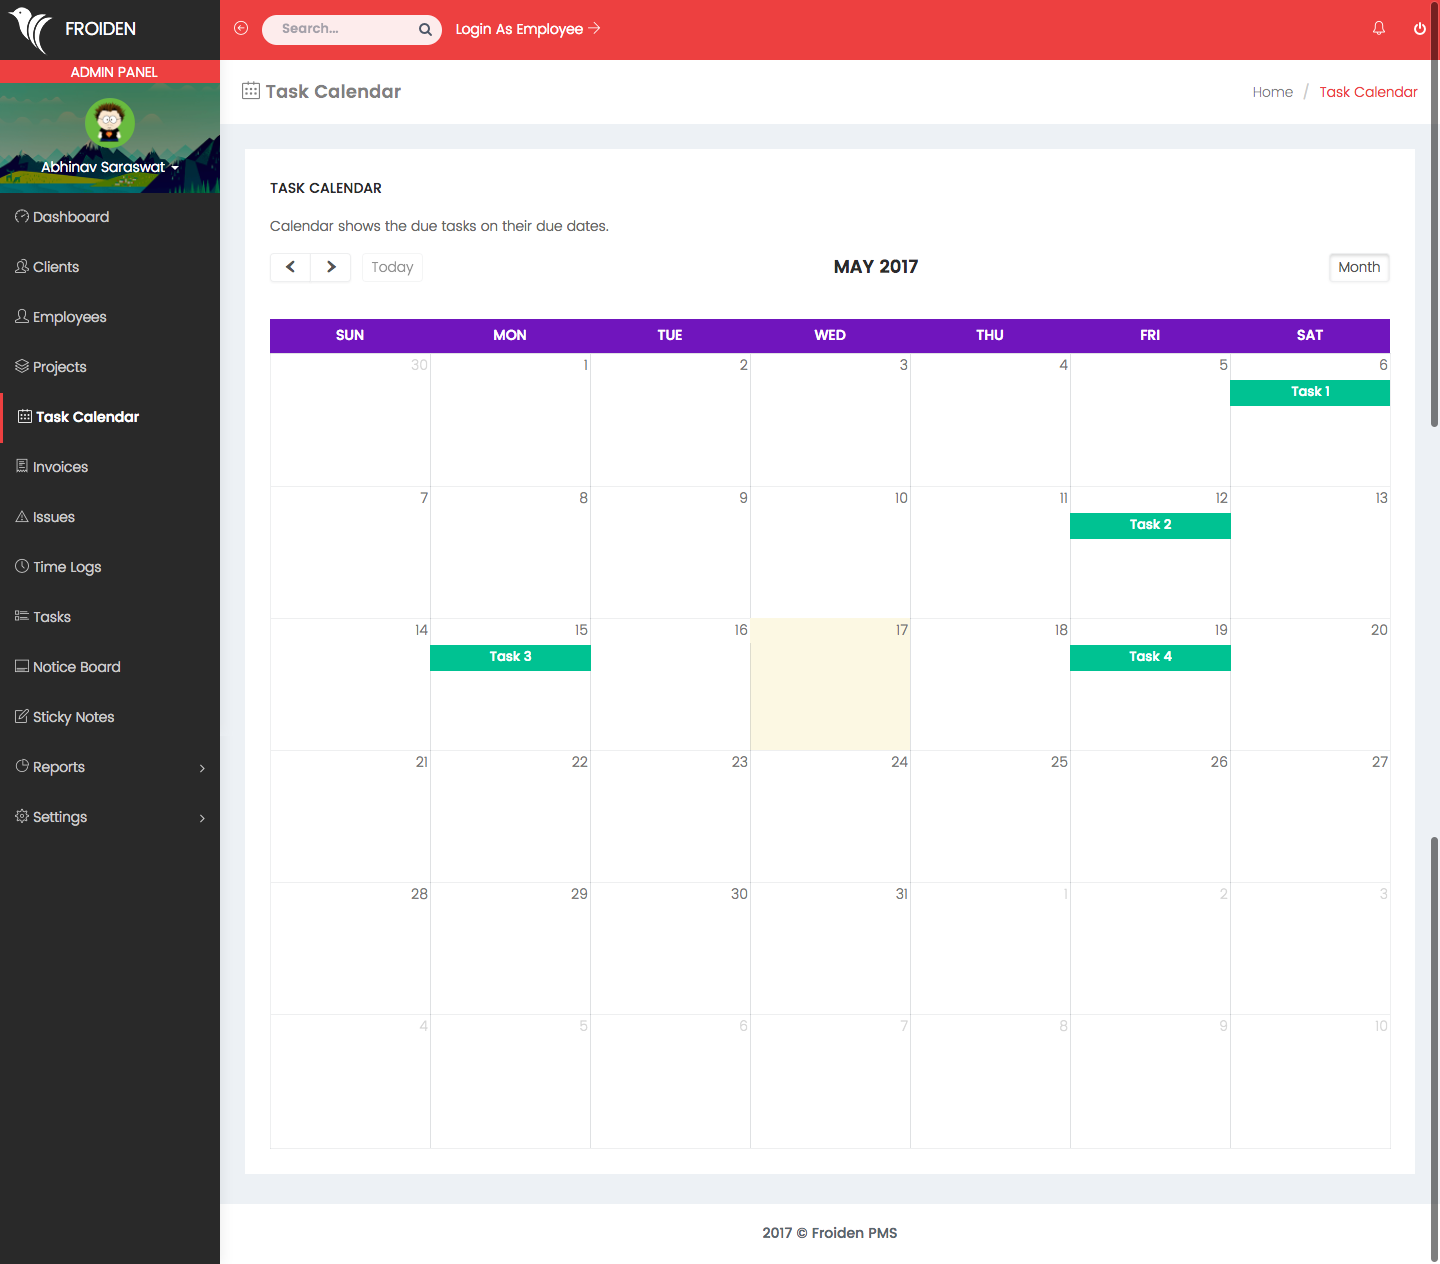 FROIDEN
Search...
Login As Employee
ADMIN PANEL
Abhinav Saraswat
Dashboard
Clients
Employees
Projects
Task Calendar
Invoices
Issues
Time Logs
Tasks
Notice Board
Sticky Notes
Reports
Settings
Task Calendar
Home / Task Calendar
TASK CALENDAR
Calendar shows the due tasks on their due dates.
Today
MAY 2017
Month
SUN MON TUE WED THU FRI SAT
30 1 2 3 4 5 6
Task 1
7 8 9 10 11 12 13
Task 2
14 15 16 17 18 19 20
Task 3 Task 4
21 22 23 24 25 26 27
28 29 30 31 1 2 3
4 5 6 7 8 9 10
2017 © Froiden PMS